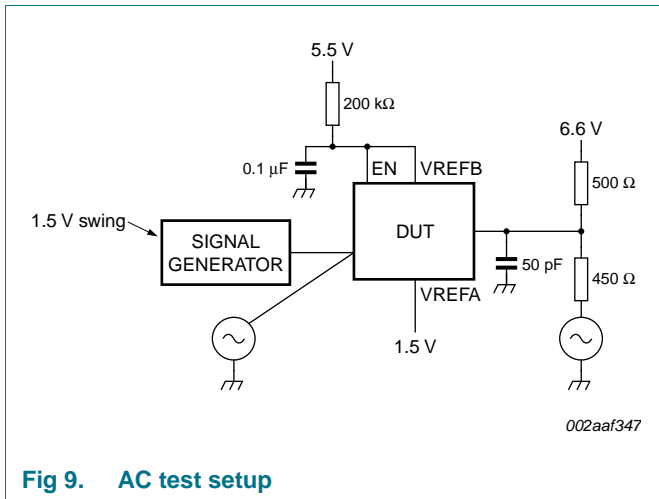 5.5 V
200 kΩ
6.6 V
0.1 μF
EN
VREFB
500 Ω
1.5 V swing
SIGNAL
GENERATOR
DUT
50 pF
450 Ω
VREFA
1.5 V
002aaf347
Fig 9. AC test setup